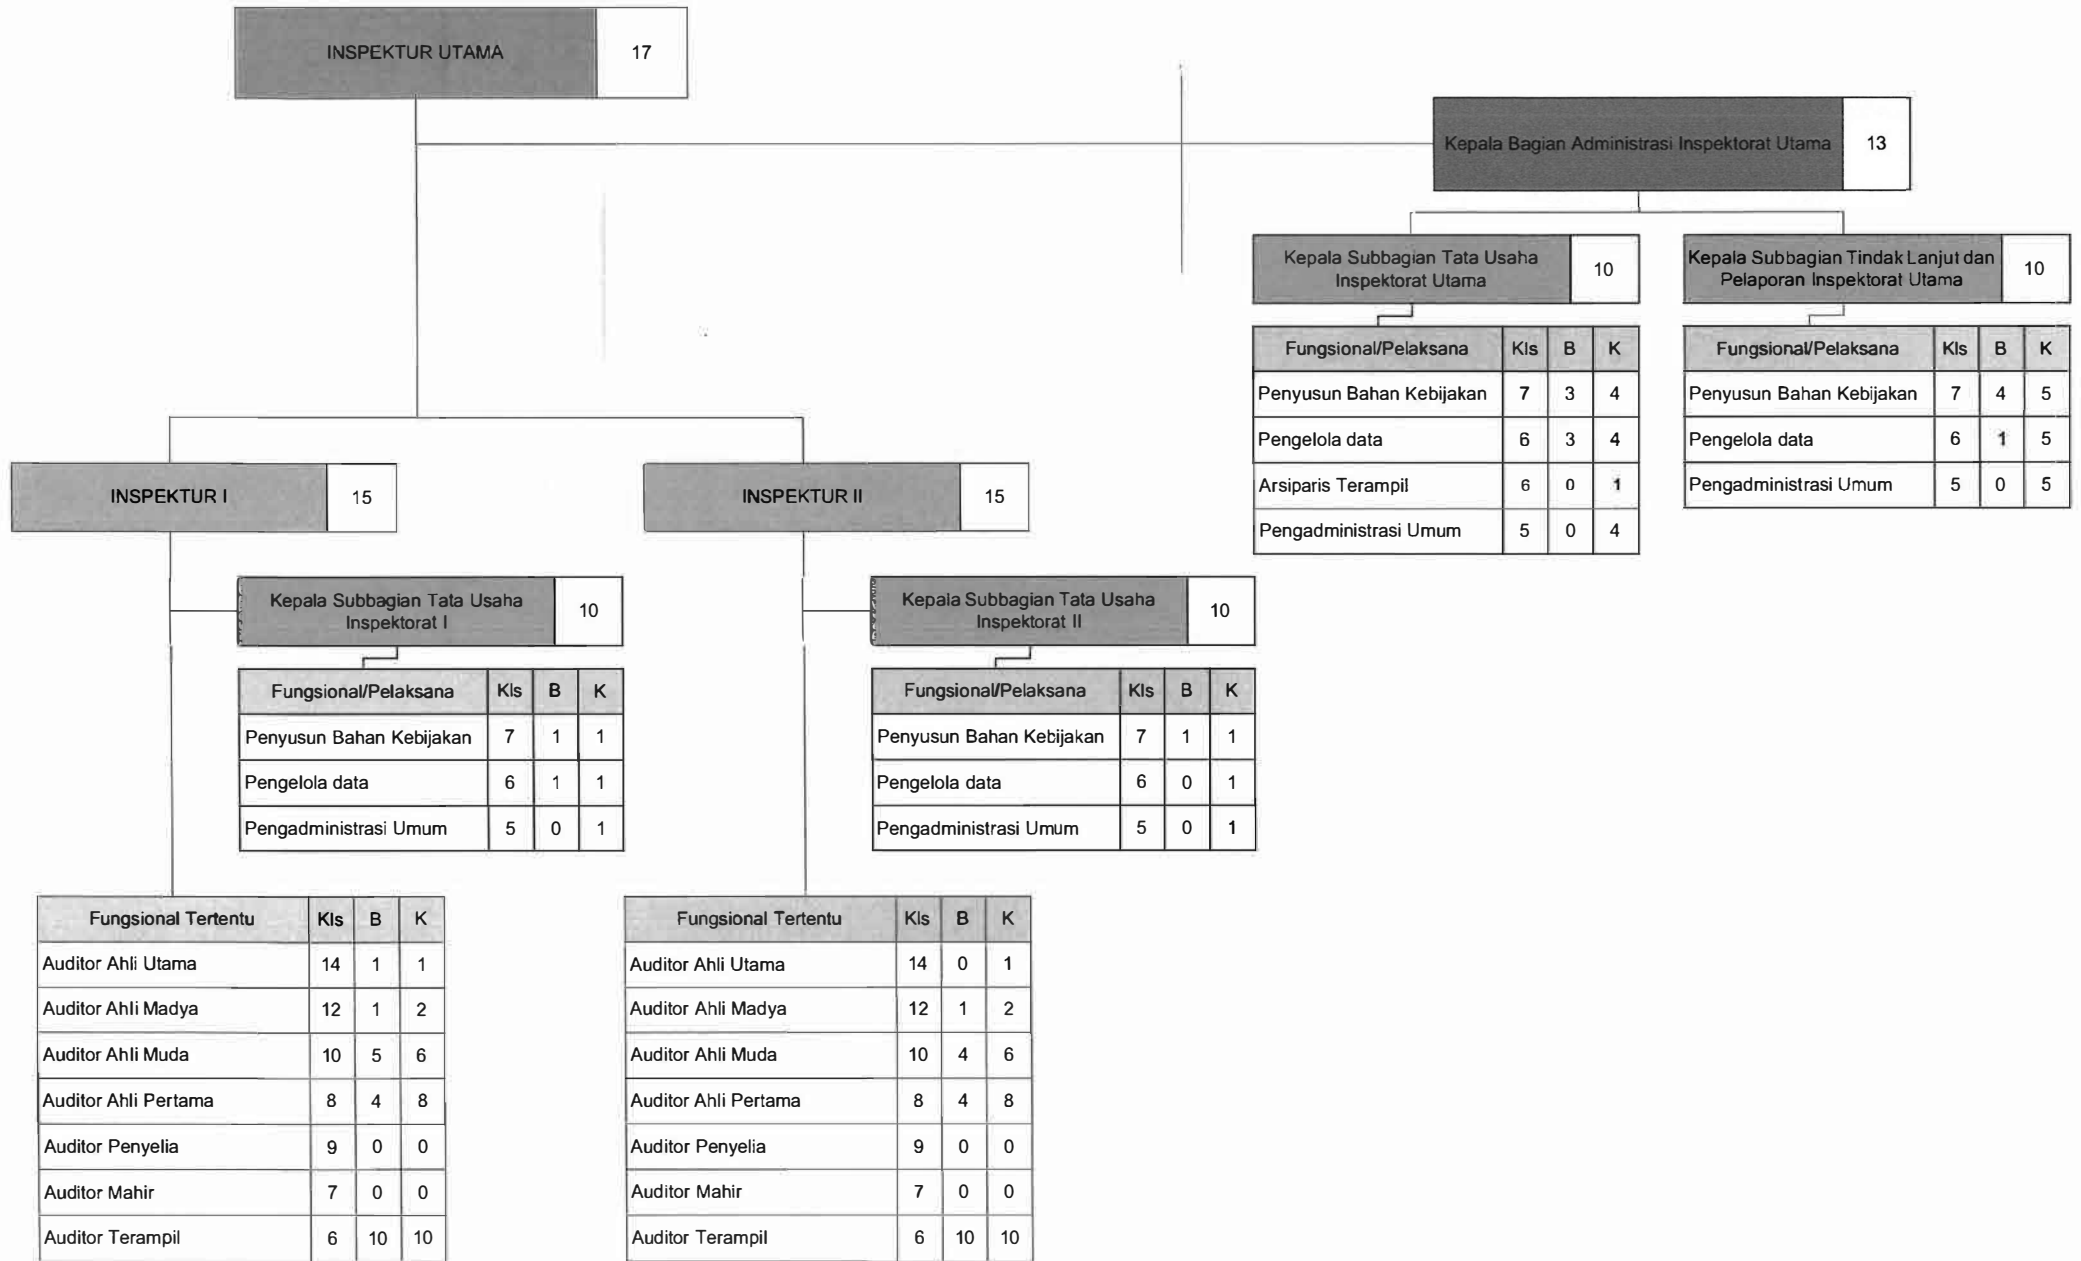 INSPEKTUR UTAMA 17
Kepala Bagian Administrasi Inspektorat Utama 13
Kepala Subbagian Tata Usaha
Inspektorat Utama 10
Fungsional/Pelaksana Kls B K
Penyusun Bahan Kebijakan 7 3 4
Pengelola data 6 3 4
Arsiparis Terampil 6 0 1
Pengadministrasi Umum 5 0 4
Kepala Subbagian Tindak Lanjut dan
Pelaporan Inspektorat Utama 10
Fungsional/Pelaksana Kls B K
Penyusun Bahan Kebijakan 7 4 5
Pengelola data 6 1 5
Pengadministrasi Umum 5 0 5
INSPEKTUR I 15
Kepala Subbagian Tata Usaha
Inspektorat I 10
Fungsional/Pelaksana Kls B K
Penyusun Bahan Kebijakan 7 1 1
Pengelola data 6 1 1
Pengadministrasi Umum 5 0 1
Fungsional Tertentu Kls B K
Auditor Ahli Utama 14 1 1
Auditor Ahli Madya 12 1 2
Auditor Ahli Muda 10 5 6
Auditor Ahli Pertama 8 4 8
Auditor Penyelia 9 0 0
Auditor Mahir 7 0 0
Auditor Terampil 6 10 10
INSPEKTUR II 15
Kepala Subbagian Tata Usaha
Inspektorat II 10
Fungsional/Pelaksana Kls B K
Penyusun Bahan Kebijakan 7 1 1
Pengelola data 6 0 1
Pengadministrasi Umum 5 0 1
Fungsional Tertentu Kls B K
Auditor Ahli Utama 14 0 1
Auditor Ahli Madya 12 1 2
Auditor Ahli Muda 10 4 6
Auditor Ahli Pertama 8 4 8
Auditor Penyelia 9 0 0
Auditor Mahir 7 0 0
Auditor Terampil 6 10 10